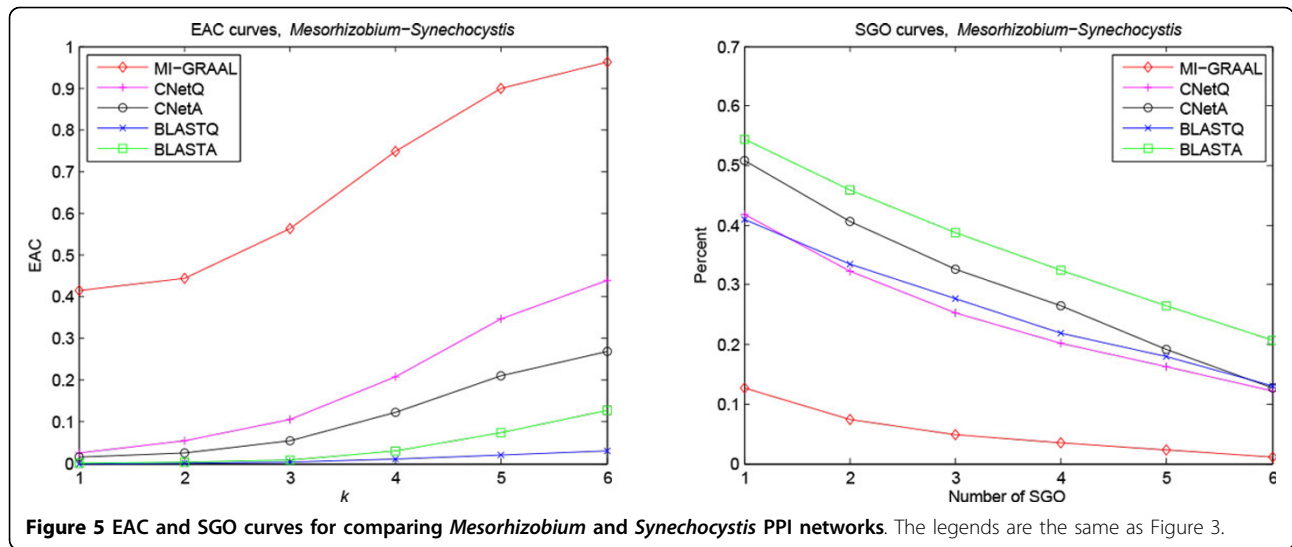 EAC curves, Mesorhizobium−Synechocystis
1
0.9
0.8
0.7
0.6
0.5
0.4
0.3
0.2
0.1
0
EAC
MI−GRAAL
CNetQ
CNetA
BLASTQ
BLASTA
1 2 3 4 5 6
k
SGO curves, Mesorhizobium−Synechocystis
0.7
0.6
0.5
0.4
0.3
0.2
0.1
0
Percent
MI−GRAAL
CNetQ
CNetA
BLASTQ
BLASTA
1 2 3 4 5 6
Number of SGO
Figure 5 EAC and SGO curves for comparing Mesorhizobium and Synechocystis PPI networks. The legends are the same as Figure 3.